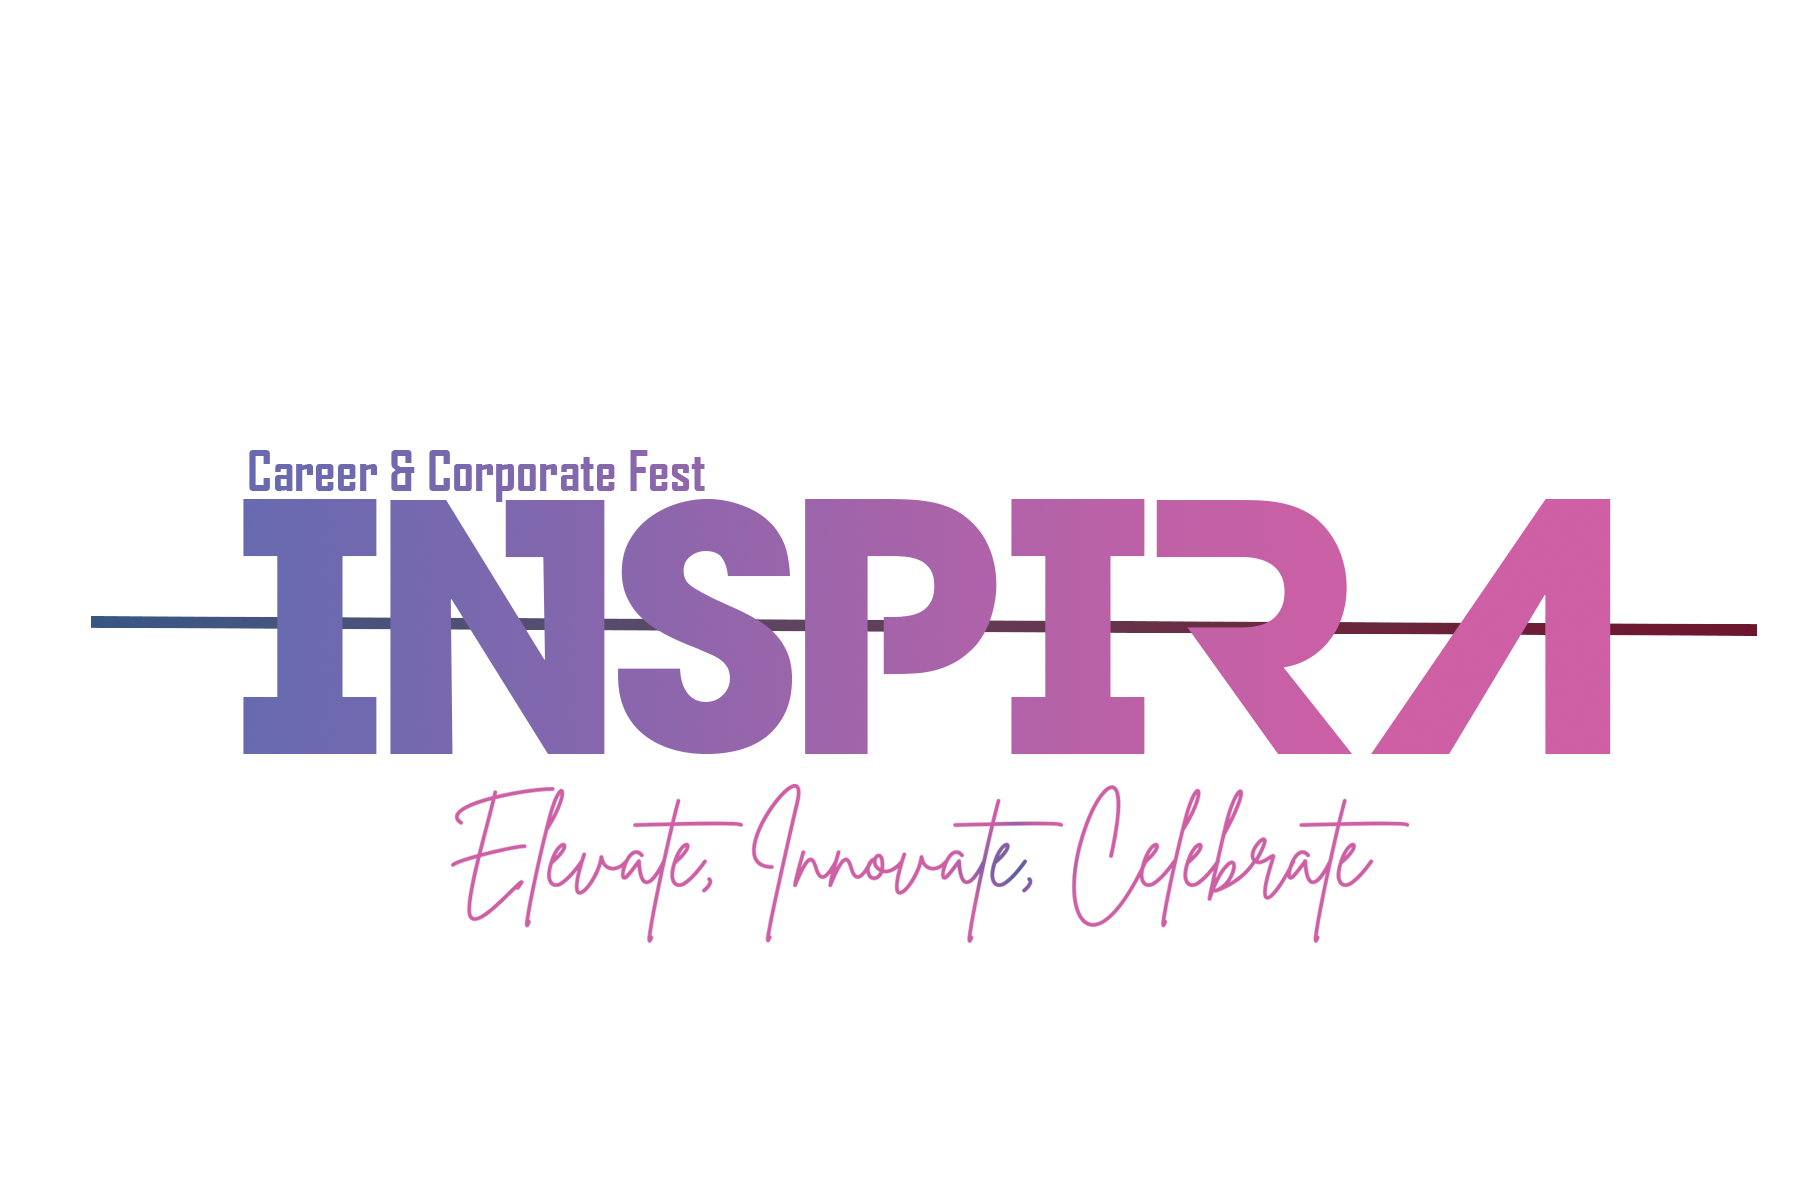 Career & Corporate Fest
INSPIRA
Elevate, Innovate, Celebrate